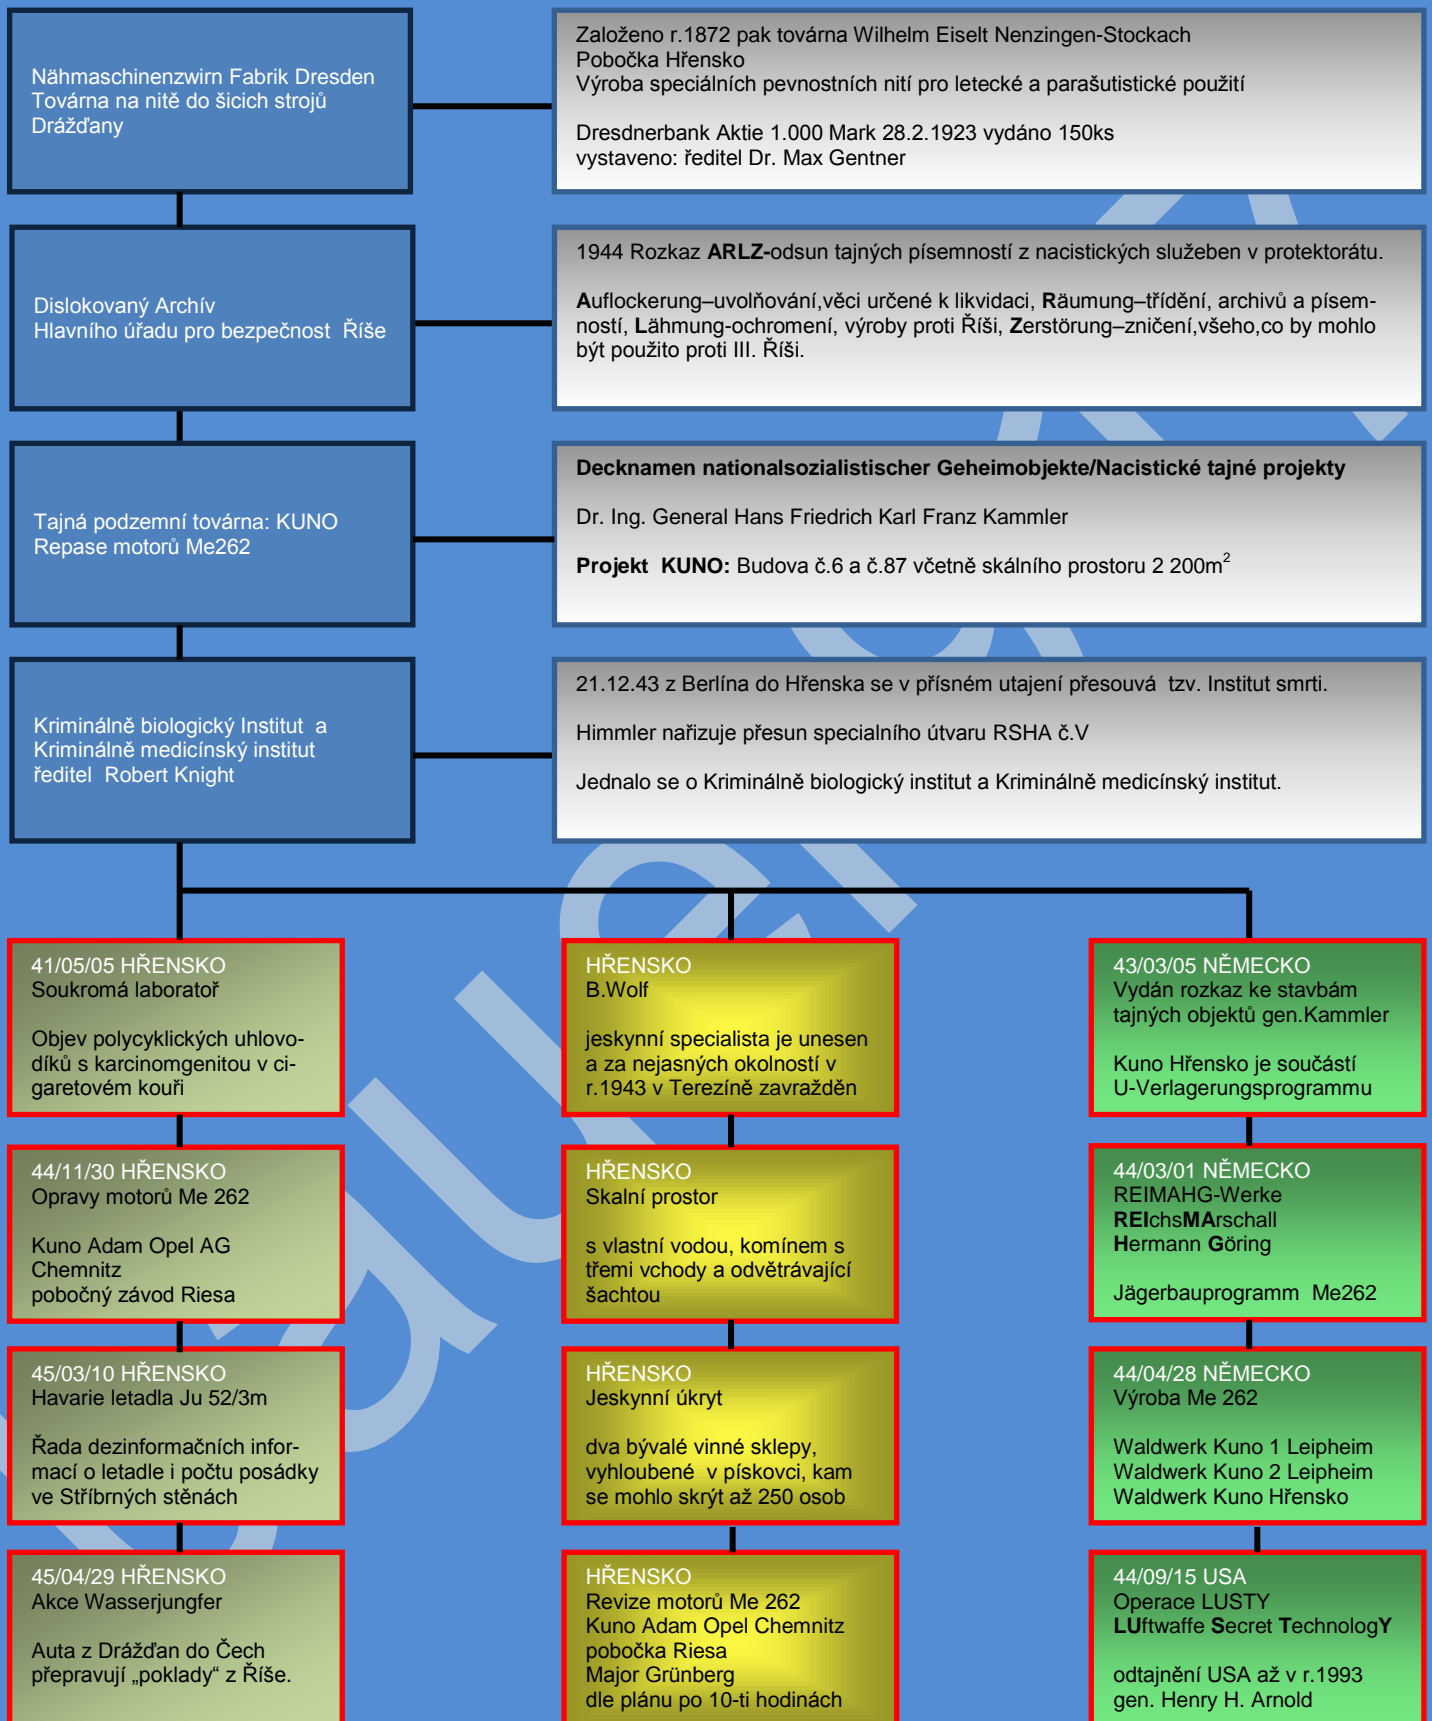 Nähmaschinenzwirn Fabrik Dresden
Továrna na nitě do šicich strojů
Drážďany
Založeno r.1872 pak továrna Wilhelm Eiselt Nenzingen-Stockach
Pobočka Hřensko
Výroba speciálních pevnostních nití pro letecké a parašutistické použití
Dresdnerbank Aktie 1.000 Mark 28.2.1923 vydáno 150ks
vystaveno: ředitel Dr. Max Gentner
Dislokovaný Archív
Hlavního úřadu pro bezpečnost Říše
1944 Rozkaz ARLZ-odsun tajných písemností z nacistických služeben v protektorátu.
Auflockerung–uvolňování,věci určené k likvidaci, Räumung–třídění, archivů a písem-
ností, Lähmung-ochromení, výroby proti Říši, Zerstörung–zničení,všeho,co by mohlo
být použito proti III. Říši.
Tajná podzemní továrna: KUNO
Repase motorů Me262
Decknamen nationalsozialistischer Geheimobjekte/Nacistické tajné projekty
Dr. Ing. General Hans Friedrich Karl Franz Kammler
Projekt KUNO: Budova č.6 a č.87 včetně skálního prostoru 2 200m²
Kriminálně biologický Institut a
Kriminálně medicínský institut
ředitel Robert Knight
21.12.43 z Berlína do Hřenska se v přísném utajení přesouvá tzv. Institut smrti.
Himmler nařizuje přesun specialního útvaru RSHA č.V
Jednalo se o Kriminálně biologický institut a Kriminálně medicínský institut.
41/05/05 HŘENSKO
Soukromá laboratoř
Objev polycyklických uhlovo-
díků s karcinomgenitou v ci-
garetovém kouři
HŘENSKO
B.Wolf
jeskynní specialista je unesen
a za nejasných okolností v
r.1943 v Terezíně zavražděn
43/03/05 NĚMECKO
Vydán rozkaz ke stavbám
tajných objektů gen.Kammler
Kuno Hřensko je součástí
U-Verlagerungsprogrammu
44/11/30 HŘENSKO
Opravy motorů Me 262
Kuno Adam Opel AG
Chemnitz
pobočný závod Riesa
HŘENSKO
Skalní prostor
s vlastní vodou, komínem s
třemi vchody a odvětrávající
šachtou
44/03/01 NĚMECKO
REIMAHG-Werke
REIchsMArschall
Hermann Göring
Jägerbauprogramm Me262
45/03/10 HŘENSKO
Havarie letadla Ju 52/3m
Řada dezinformačních infor-
mací o letadle i počtu posádky
ve Stříbrných stěnách
HŘENSKO
Jeskynní úkryt
dva bývalé vinné sklepy,
vyhloubené v pískovci, kam
se mohlo skrýt až 250 osob
44/04/28 NĚMECKO
Výroba Me 262
Waldwerk Kuno 1 Leipheim
Waldwerk Kuno 2 Leipheim
Waldwerk Kuno Hřensko
45/04/29 HŘENSKO
Akce Wasserjungfer
Auta z Drážďan do Čech
přepravují „poklady“ z Říše.
HŘENSKO
Revize motorů Me 262
Kuno Adam Opel Chemnitz
pobočka Riesa
Major Grünberg
dle plánu po 10-ti hodinách
44/09/15 USA
Operace LUSTY
LUftwaffe Secret TechnologY
odtajnění USA až v r.1993
gen. Henry H. Arnold